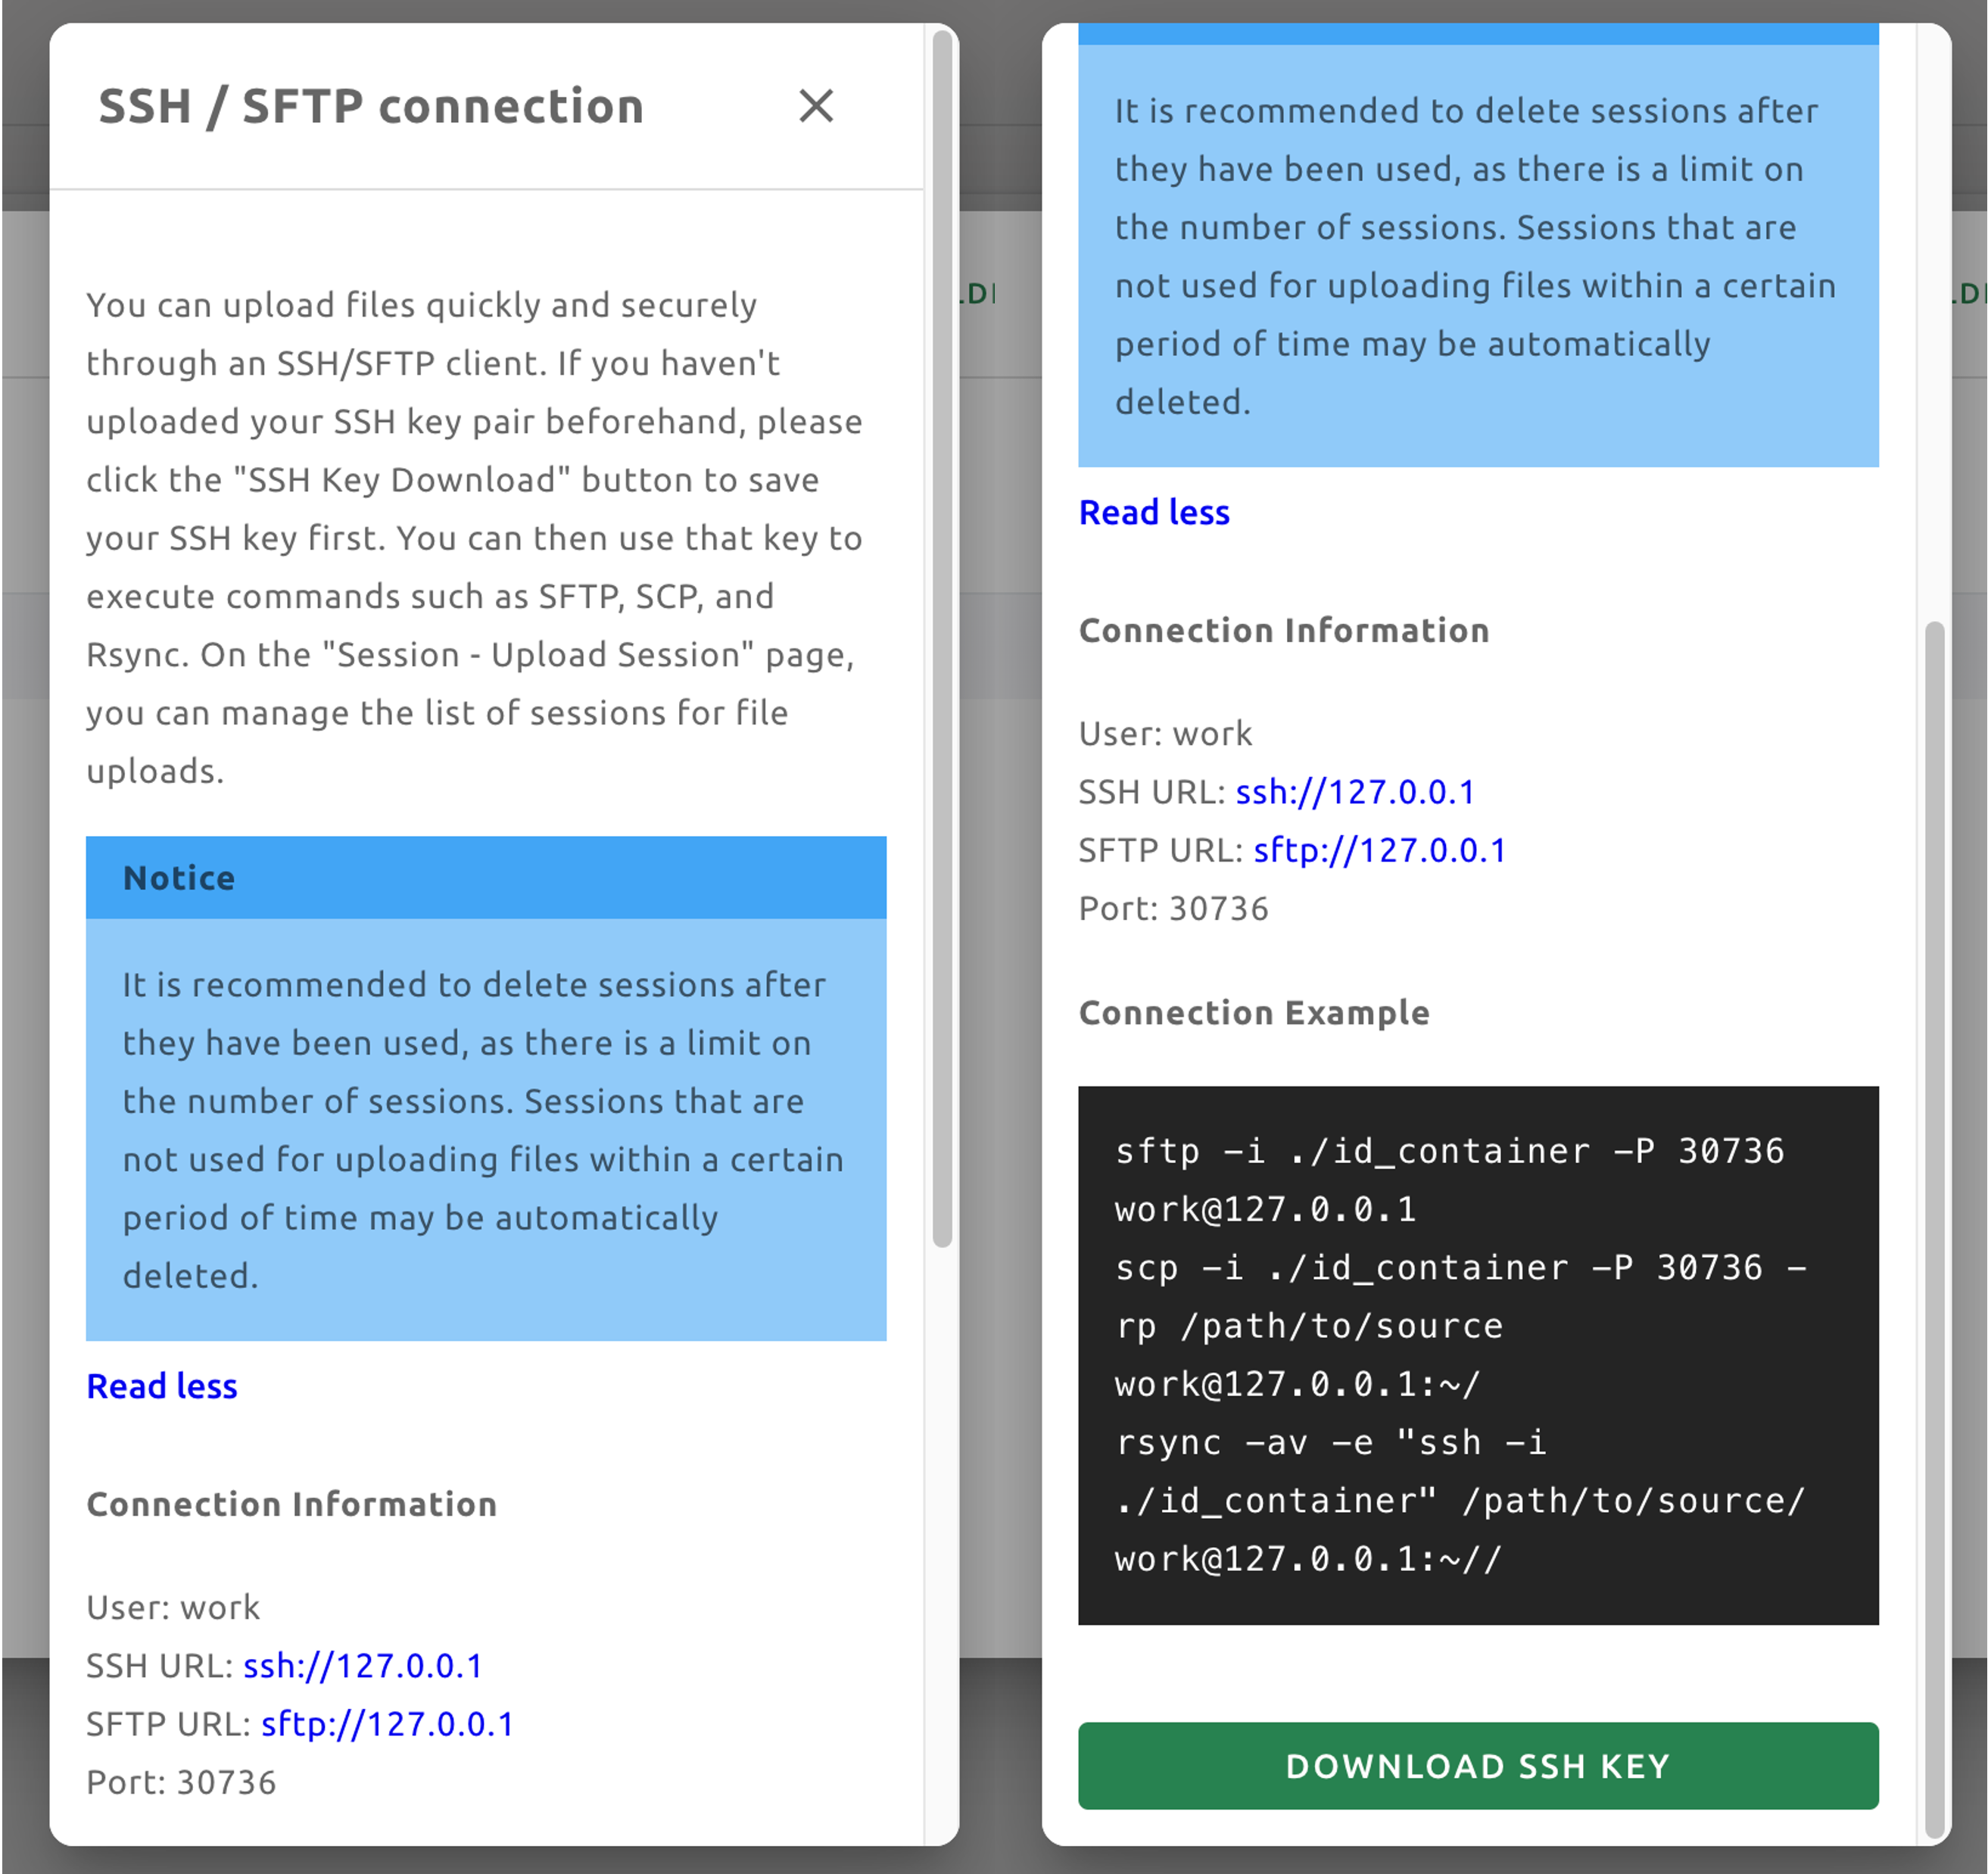 SSH / SFTP connection
You can upload files quickly and securely
through an SSH/SFTP client. If you haven't
uploaded your SSH key pair beforehand, please
click the "SSH Key Download" button to save
your SSH key first. You can then use that key to
execute commands such as SFTP, SCP, and
Rsync. On the "Session - Upload Session" page,
you can manage the list of sessions for file
uploads.
Notice
It is recommended to delete sessions after
they have been used, as there is a limit on
the number of sessions. Sessions that are
not used for uploading files within a certain
period of time may be automatically
deleted.
Read less
Connection Information
User: work
SSH URL: ssh://127.0.0.1
SFTP URL: sftp://127.0.0.1
Port: 30736
It is recommended to delete sessions after
they have been used, as there is a limit on
the number of sessions. Sessions that are
not used for uploading files within a certain
period of time may be automatically
deleted.
Read less
Connection Information
User: work
SSH URL: ssh://127.0.0.1
SFTP URL: sftp://127.0.0.1
Port: 30736
Connection Example
sftp -i ./id_container -P 30736
work@127.0.0.1
scp -i ./id_container -P 30736 -
rp /path/to/source
work@127.0.0.1:~/
rsync -av -e "ssh -i
./id_container" /path/to/source/
work@127.0.0.1:~//
DOWNLOAD SSH KEY